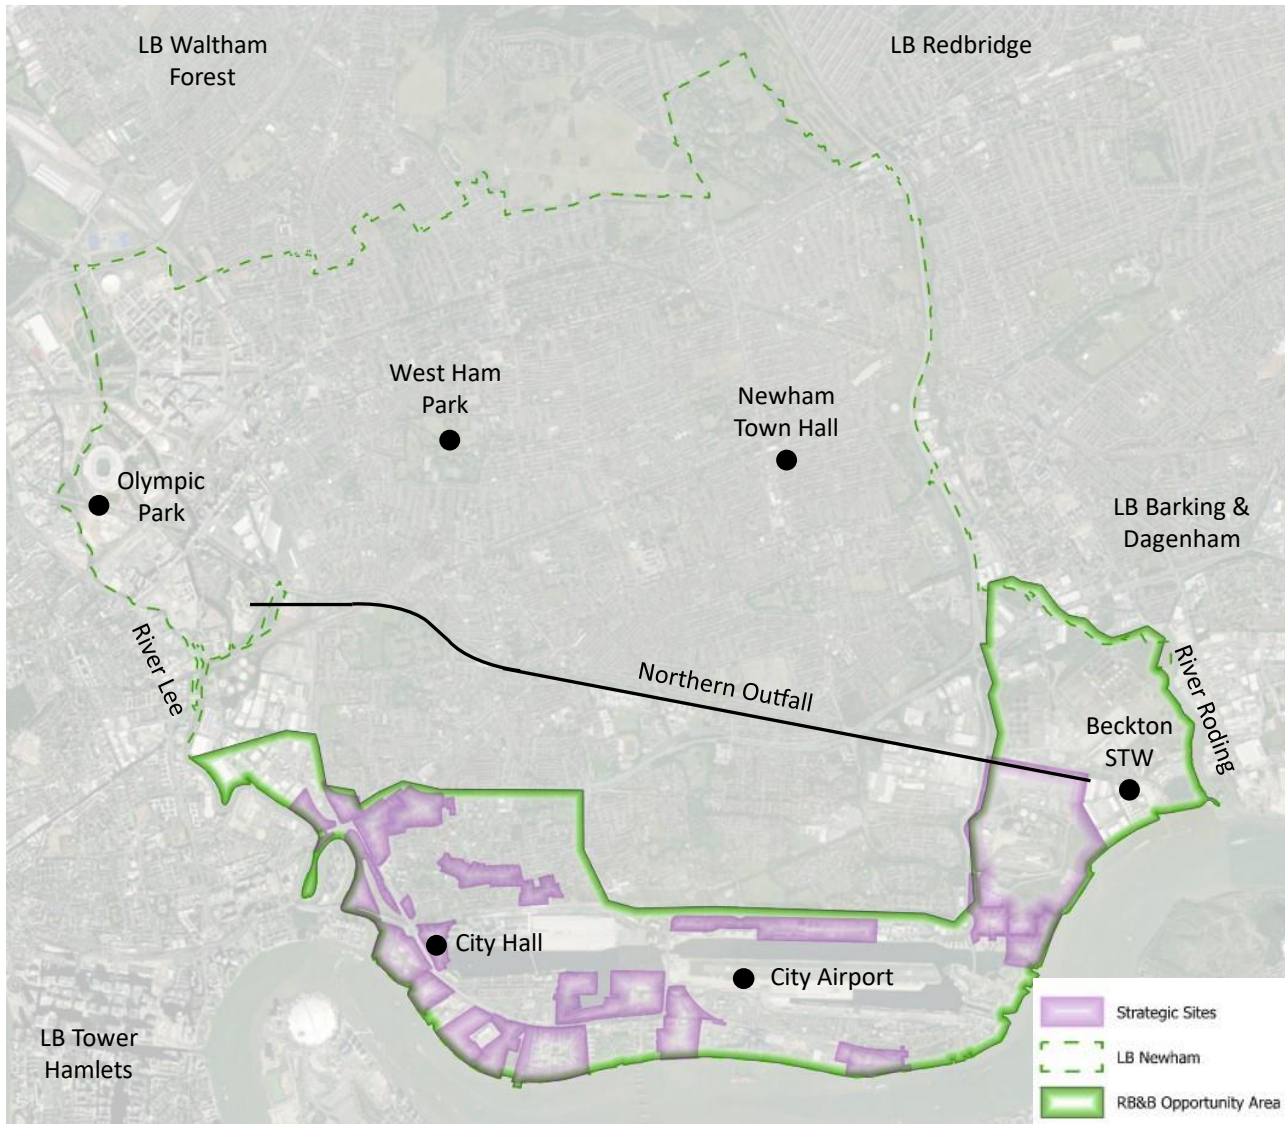 LB Waltham
Forest
LB Redbridge
West Ham
Park
Newham
Town Hall
Olympic
Park
LB Barking &
Dagenham
River Lee
Northern Outfall
River Roding
Beckton
STW
City Hall
City Airport
LB Tower
Hamlets
Strategic Sites
LB Newham
RB&B Opportunity Area